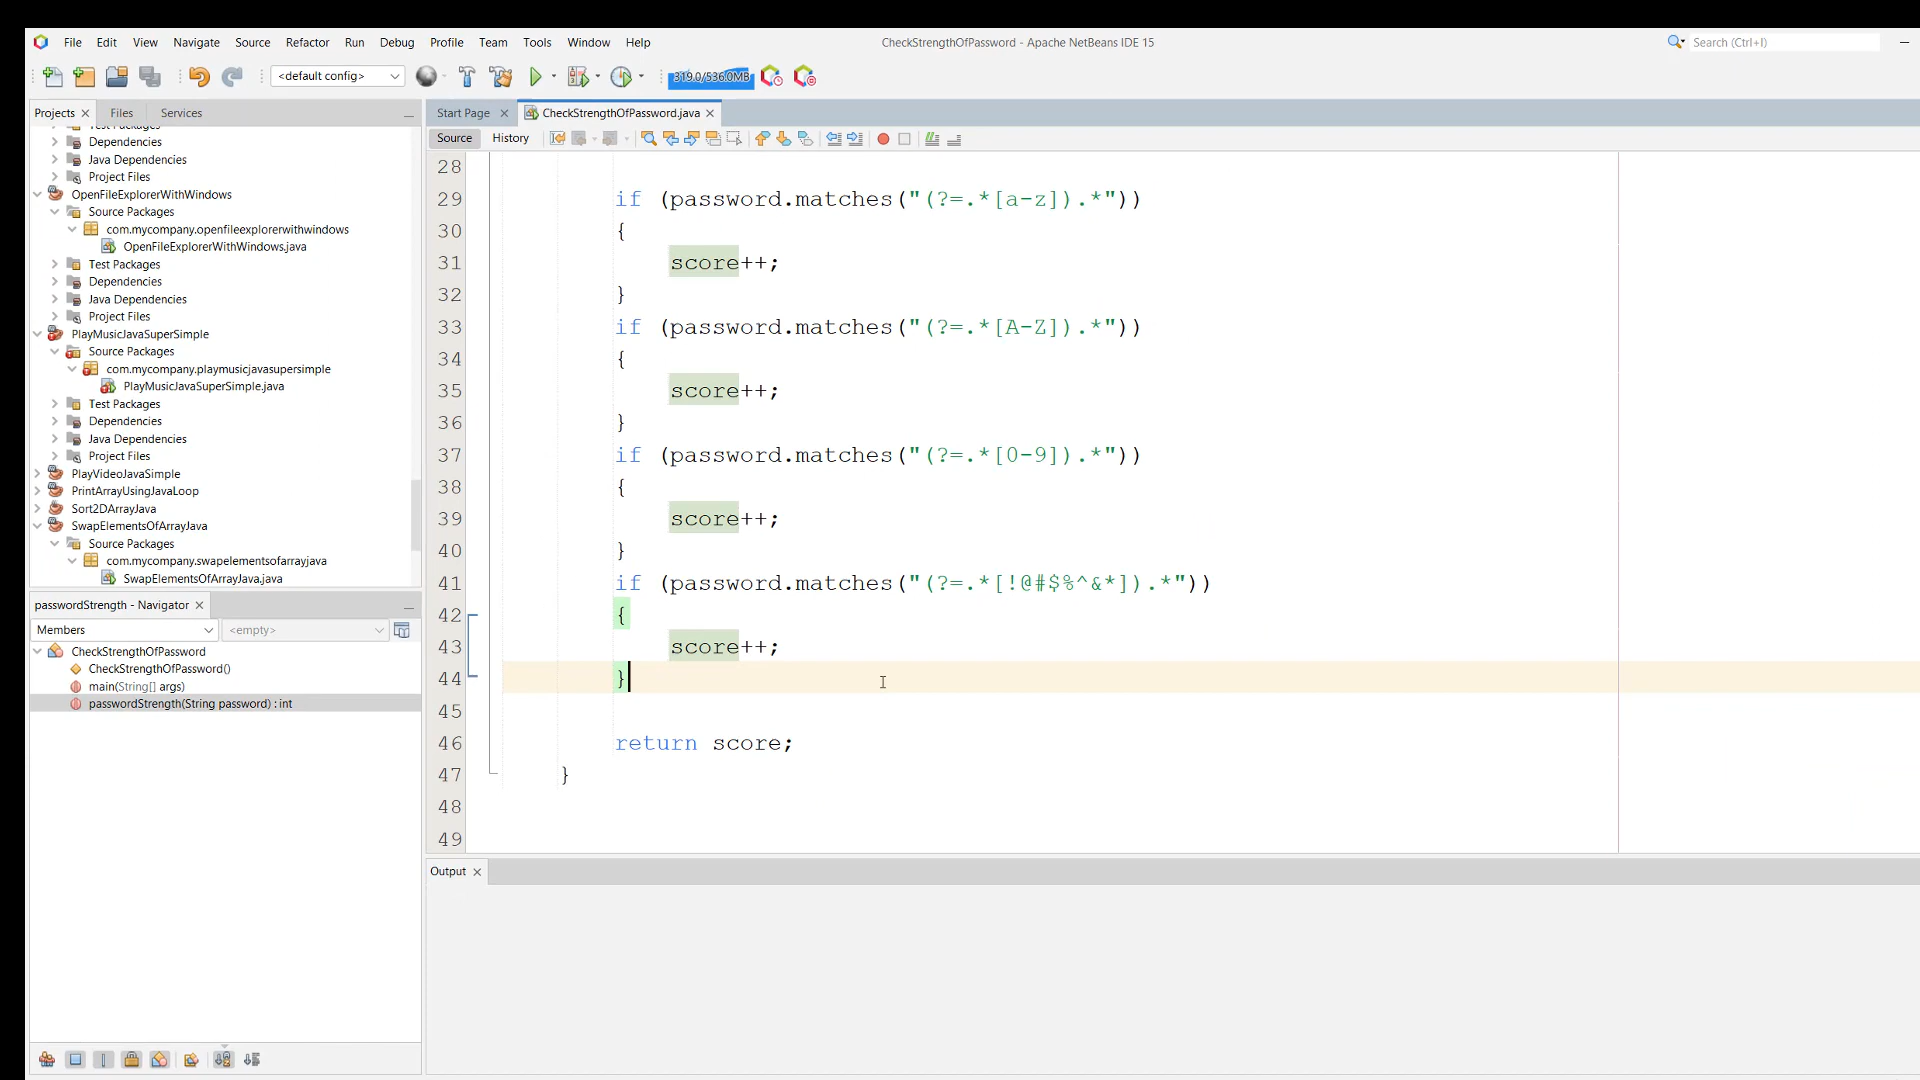 File Edit View Navigate Source Refactor Run Debug Profile Team Tools Window Help
CheckStrengthOfPassword - Apache NetBeans IDE 15
Search (Ctrl+I)
<default config>
319.0/536.0MB
Projects Files Services
Test Packages
Dependencies
Java Dependencies
Project Files
OpenFileExplorerWithWindows
Source Packages
com.mycompany.openfileexplorerwithwindows
OpenFileExplorerWithWindows.java
Test Packages
Dependencies
Java Dependencies
Project Files
PlayMusicJavaSuperSimple
Source Packages
com.mycompany.playmusicjavasupersimple
PlayMusicJavaSuperSimple.java
Test Packages
Dependencies
Java Dependencies
Project Files
PlayVideoJavaSimple
PrintArrayUsingJavaLoop
Sort2DArrayJava
SwapElementsOfArrayJava
Source Packages
com.mycompany.swapelementsofarrayjava
SwapElementsOfArrayJava.java
passwordStrength - Navigator
Members
<empty>
CheckStrengthOfPassword
CheckStrengthOfPassword()
main(String[] args)
passwordStrength(String password) : int
Start Page CheckStrengthOfPassword.java
Source History
28
29 if (password.matches("(?=.*[a-z]).*"))
30 {
31 score++;
32 }
33 if (password.matches("(?=.*[A-Z]).*"))
34 {
35 score++;
36 }
37 if (password.matches("(?=.*[0-9]).*"))
38 {
39 score++;
40 }
41 if (password.matches("(?=.*[!@#$%^&*]).*"))
42 {
43 score++;
44 }
45
46 return score;
47 }
48
49
Output